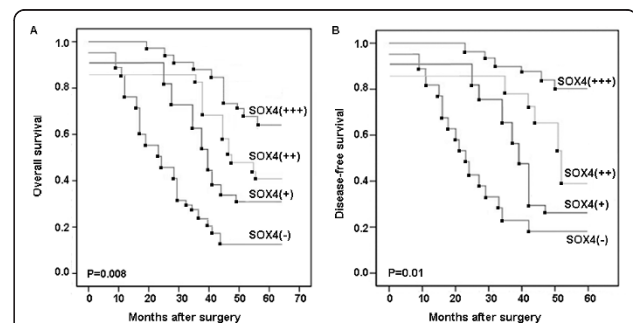 A
1.0
0.8
0.6
0.4
0.2
0.0
Overall survival
SOX4(+++)
SOX4(++)
SOX4(+)
SOX4(-)
P=0.008
0 10 20 30 40 50 60 70
Months after surgery
B
1.0
0.8
0.6
0.4
0.2
0.0
Disease-free survival
SOX4(+++)
SOX4(++)
SOX4(+)
SOX4(-)
P=0.01
0 10 20 30 40 50 60
Months after surgery